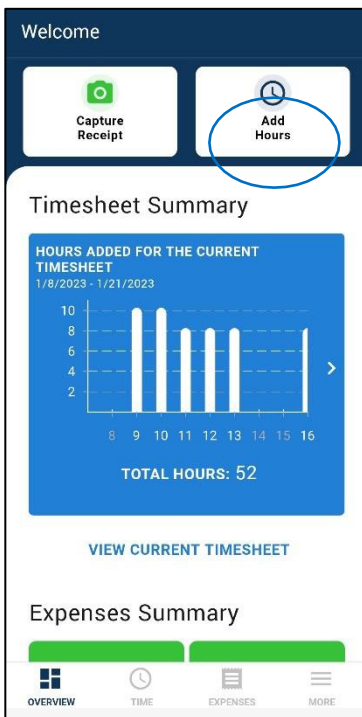 Welcome
Capture
Receipt
Add
Hours
Timesheet Summary
HOURS ADDED FOR THE CURRENT
TIMESHEET
1/8/2023 - 1/21/2023
10
8
6
4
2
8 9 10 11 12 13 14 15 16
TOTAL HOURS: 52
VIEW CURRENT TIMESHEET
Expenses Summary
OVERVIEW TIME EXPENSES MORE